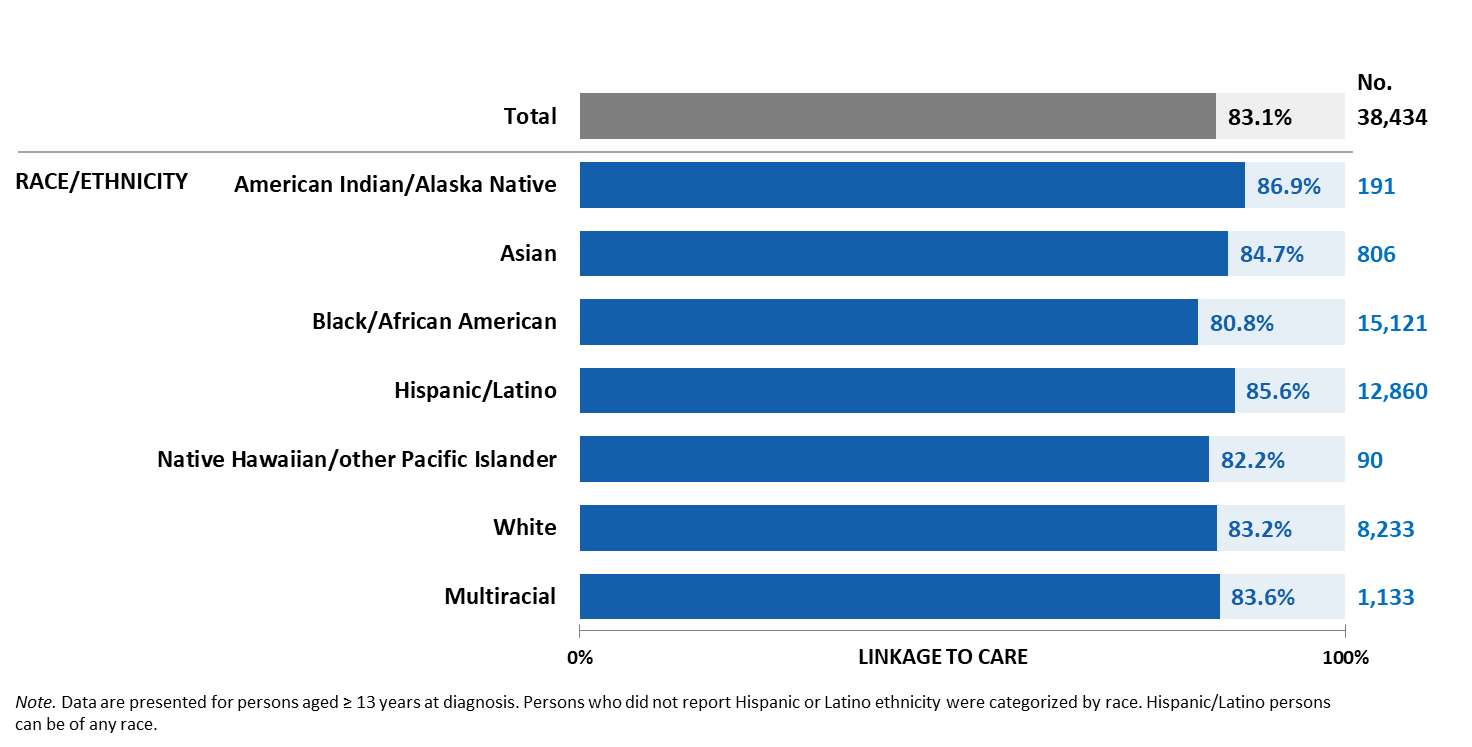 No.
Total 83.1% 38,434
RACE/ETHNICITY American Indian/Alaska Native 86.9% 191
Asian 84.7% 806
Black/African American 80.8% 15,121
Hispanic/Latino 85.6% 12,860
Native Hawaiian/other Pacific Islander 82.2% 90
White 83.2% 8,233
Multiracial 83.6% 1,133
0% LINKAGE TO CARE 100%
Note. Data are presented for persons aged ≥ 13 years at diagnosis. Persons who did not report Hispanic or Latino ethnicity were categorized by race. Hispanic/Latino persons
can be of any race.